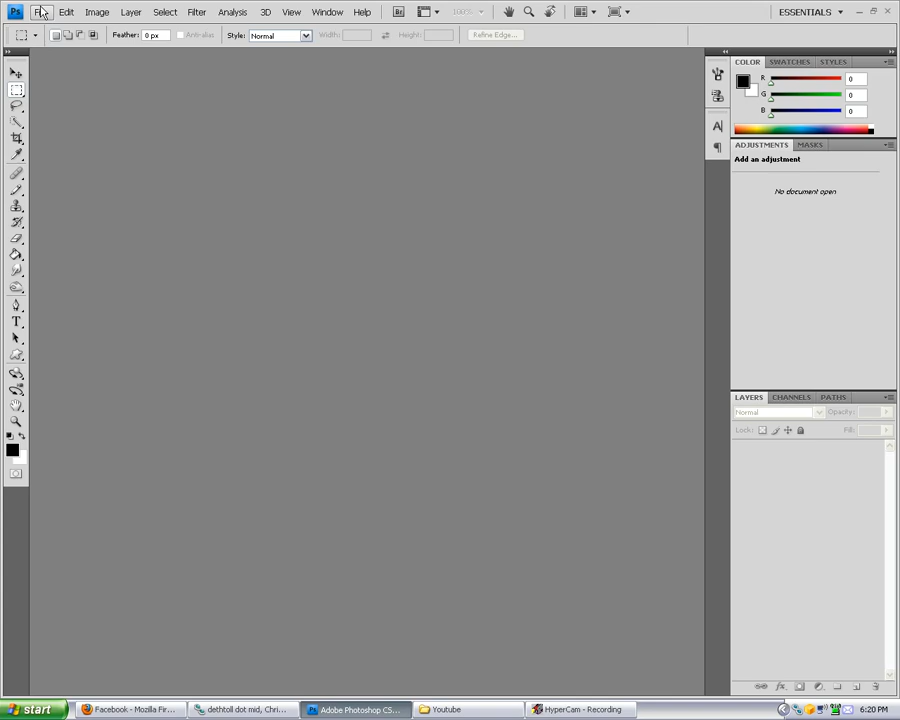 Ps File Edit Image Layer Select Filter Analysis 3D View Window Help Br 100% ESSENTIALS
Feather: 0 px Anti-alias Style: Normal Width: Height: Refine Edge...
COLOR SWATCHES STYLES
R 0
G 0
B 0
ADJUSTMENTS MASKS
Add an adjustment
No document open
LAYERS CHANNELS PATHS
Normal Opacity:
Lock: Fill:
start Facebook - Mozilla Fir... dethtoll dot mid, Chri... Adobe Photoshop CS... Youtube HyperCam - Recording 6:20 PM